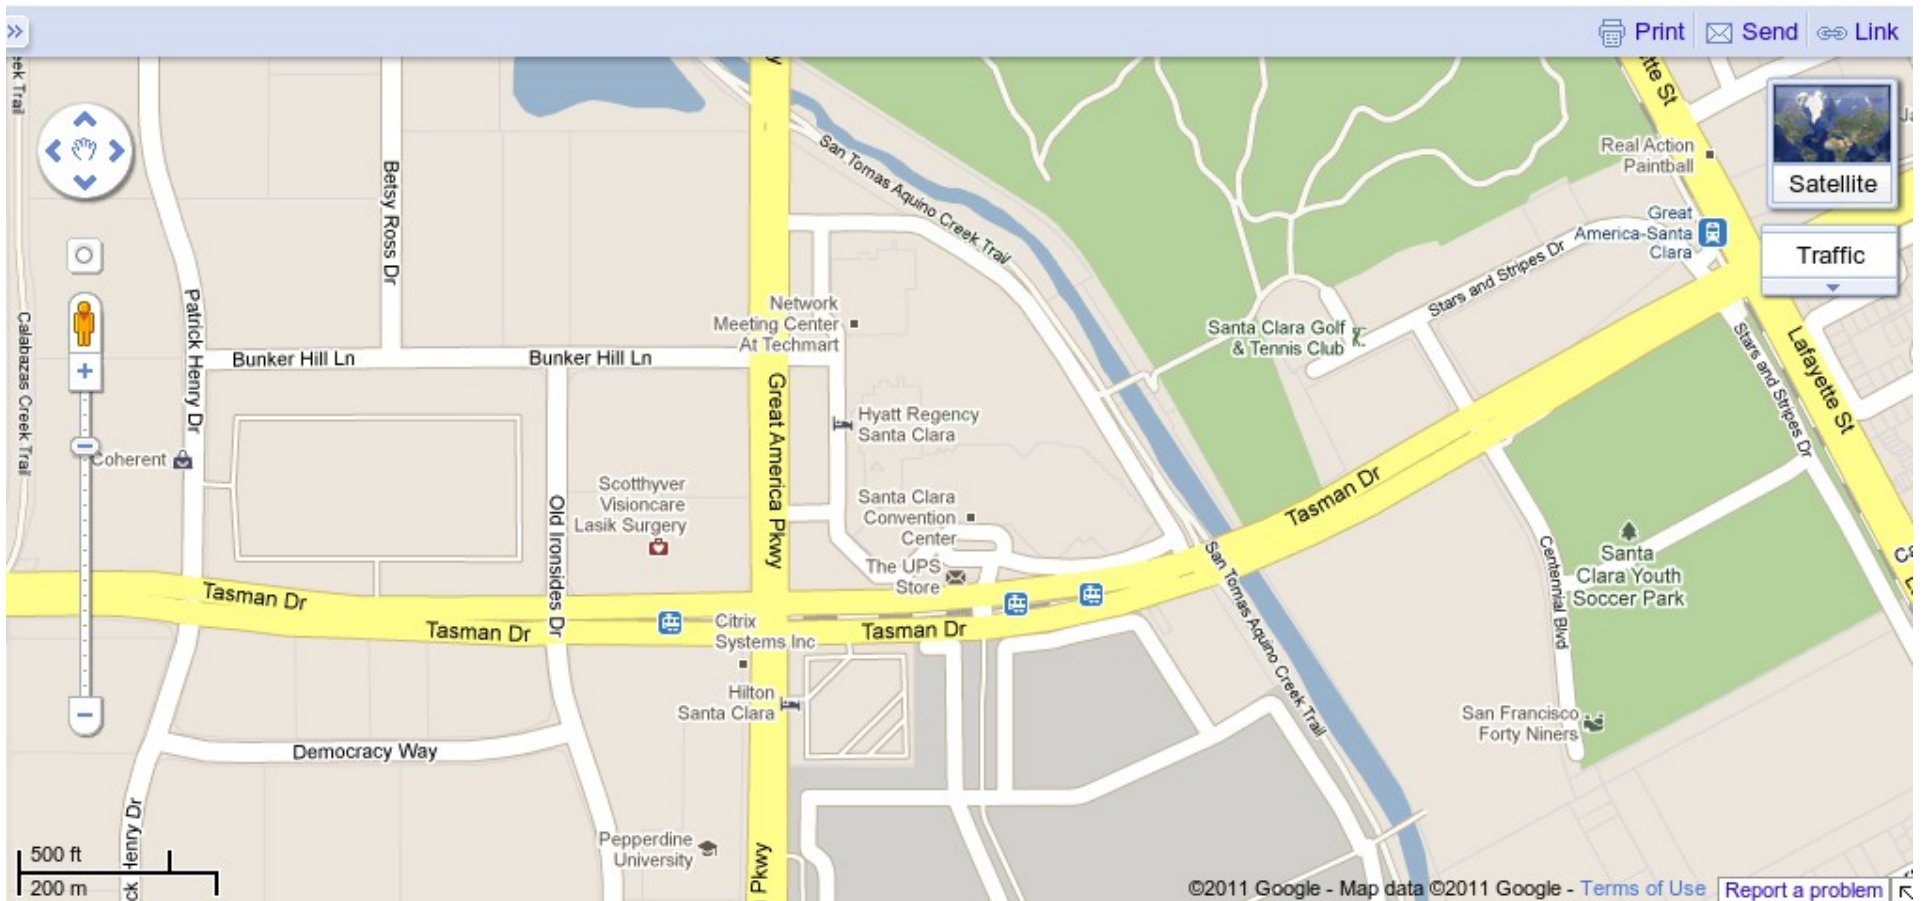 Print
Send
Link
ek Trail
Calabazas Creek Trail
Patrick Henry Dr
Betsy Ross Dr
San Tomas Aquino Creek Trail
Real Action
Paintball
Satellite
Traffic
Great
America-Santa
Clara
Stars and Stripes Dr
Santa Clara Golf
& Tennis Club
Network
Meeting Center
At Techmart
Bunker Hill Ln
Bunker Hill Ln
Great America Pkwy
Hyatt Regency
Santa Clara
Coherent
Scotthyver
Visioncare
Lasik Surgery
Old Ironsides Dr
Santa Clara
Convention
Center
The UPS
Store
Tasman Dr
Tasman Dr
Tasman Dr
Tasman Dr
Lafayette St
Stars and Stripes Dr
Centennial Blvd
Santa
Clara Youth
Soccer Park
San Tomas Aquino Creek Trail
Citrix
Systems Inc
Hilton
Santa Clara
San Francisco
Forty Niners
Democracy Way
Pepperdine
University
Pkwy
ck Henry Dr
500 ft
200 m
©2011 Google - Map data ©2011 Google - Terms of Use
Report a problem